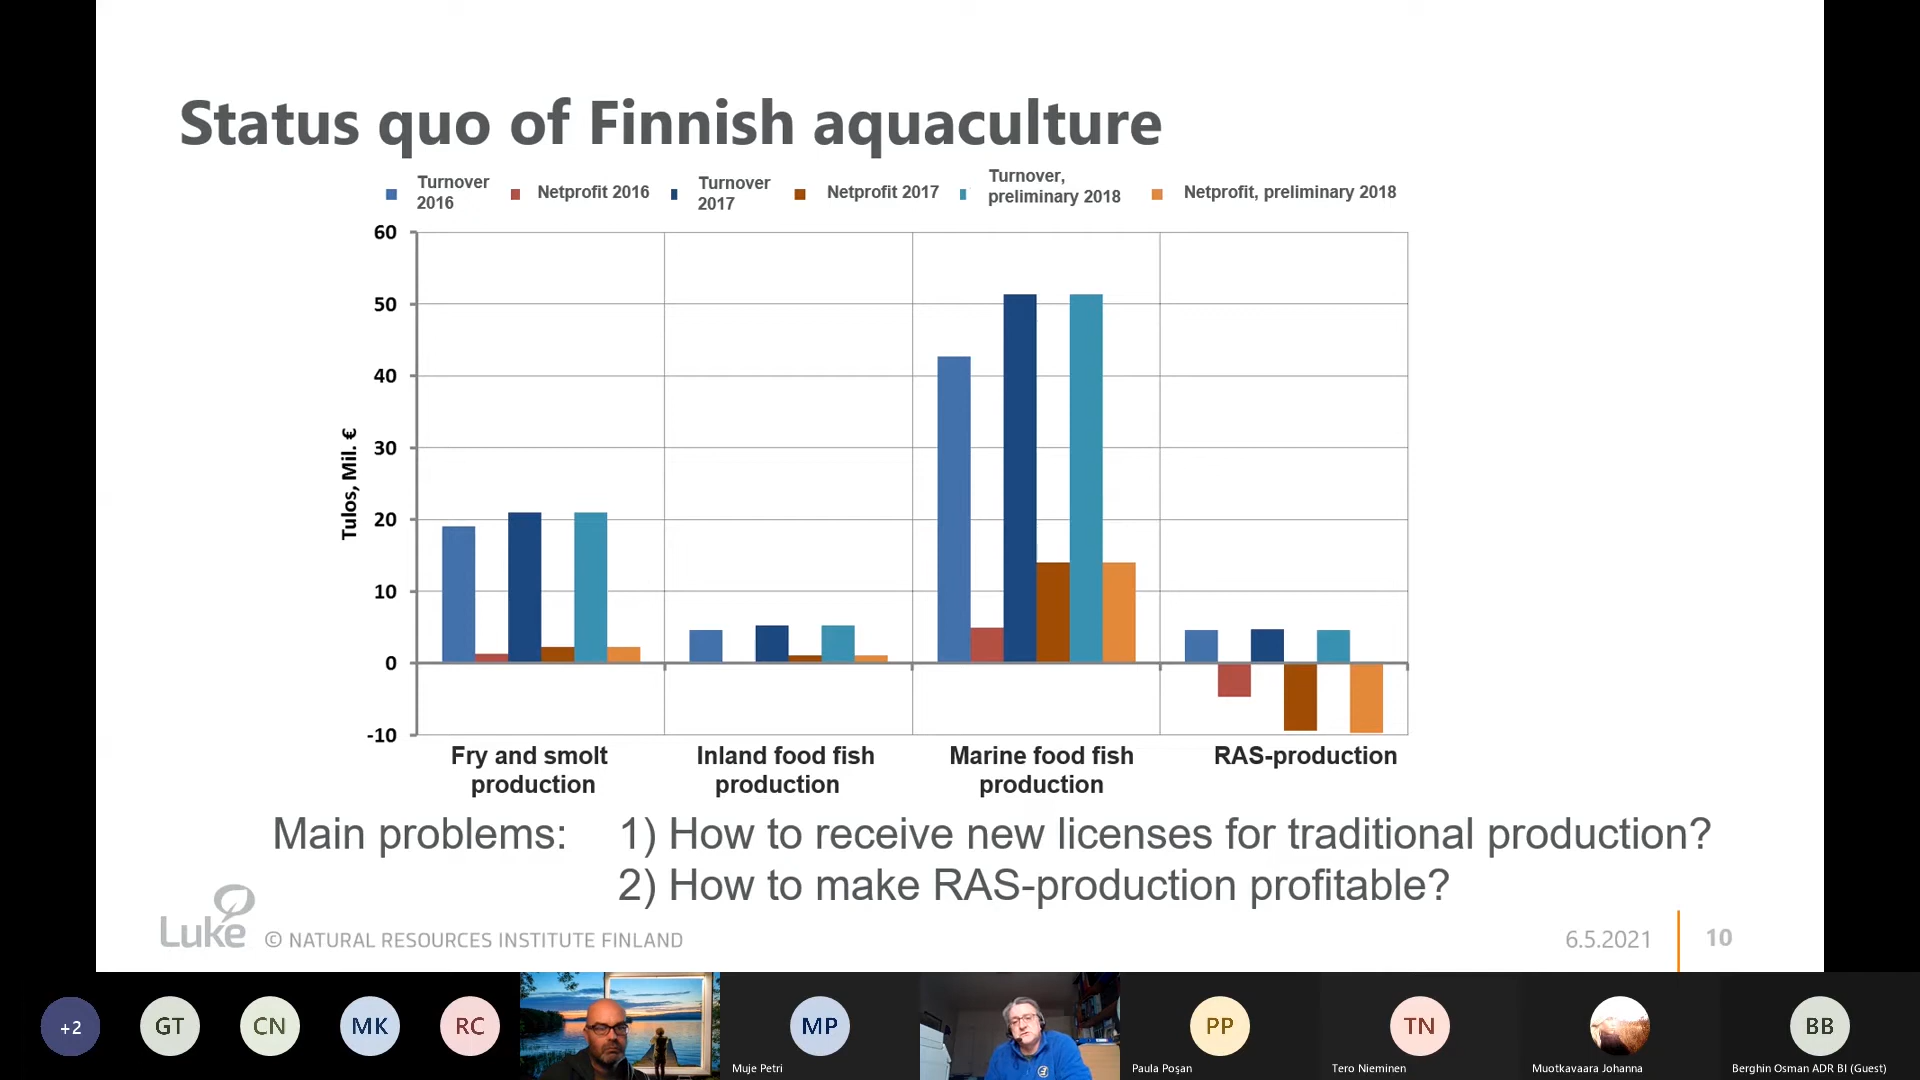 Status quo of Finnish aquaculture
Turnover
2016
Netprofit 2016
Turnover
2017
Netprofit 2017
Turnover,
preliminary 2018
Netprofit, preliminary 2018
Tulos, Mil. €
60
50
40
30
20
10
0
-10
Fry and smolt
production
Inland food fish
production
Marine food fish
production
RAS-production
Main problems: 1) How to receive new licenses for traditional production?
2) How to make RAS-production profitable?
Luke
© NATURAL RESOURCES INSTITUTE FINLAND
6.5.2021
10
+2
GT
CN
MK
RC
MP
Muje Petri
PP
Paula Poșan
TN
Tero Nieminen
Muotkavaara Johanna
BB
Berghin Osman ADR BI (Guest)